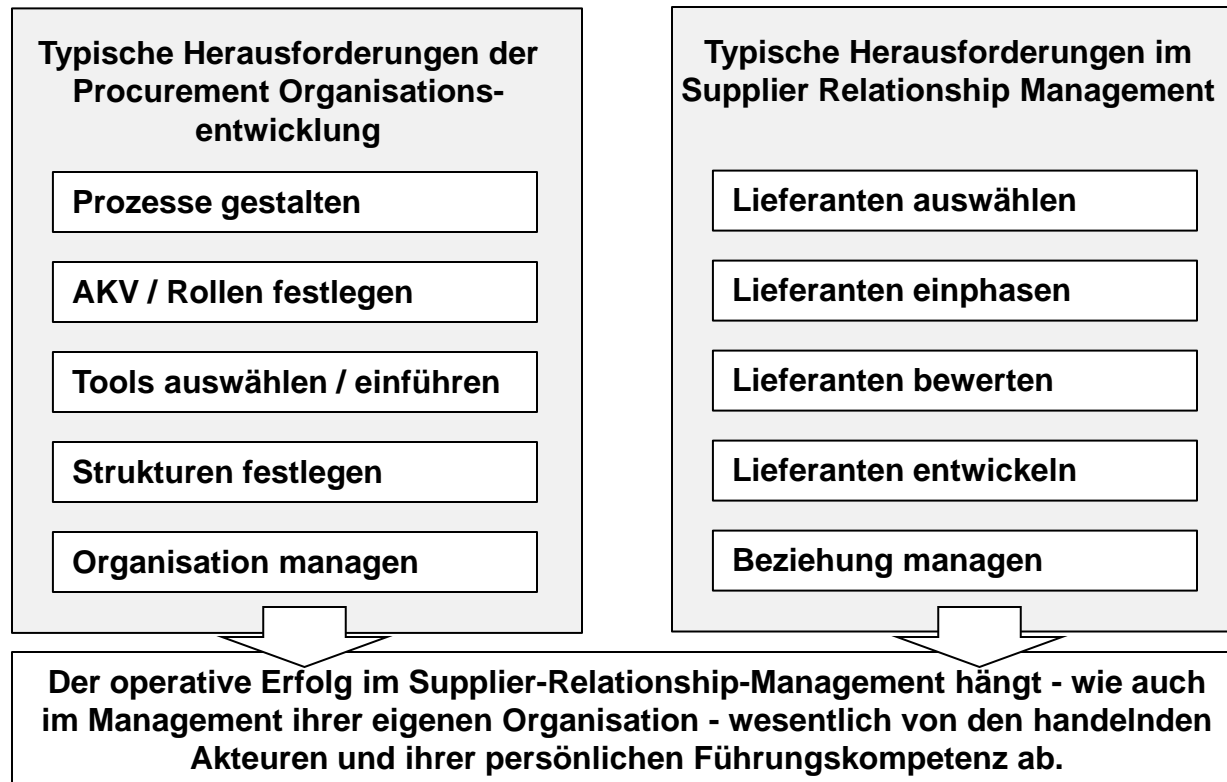 Typische Herausforderungen der
Procurement Organisations-
entwicklung
Prozesse gestalten
AKV / Rollen festlegen
Tools auswählen / einführen
Strukturen festlegen
Organisation managen
Typische Herausforderungen im
Supplier Relationship Management
Lieferanten auswählen
Lieferanten einphasen
Lieferanten bewerten
Lieferanten entwickeln
Beziehung managen
Der operative Erfolg im Supplier-Relationship-Management hängt - wie auch
im Management ihrer eigenen Organisation - wesentlich von den handelnden
Akteuren und ihrer persönlichen Führungskompetenz ab.